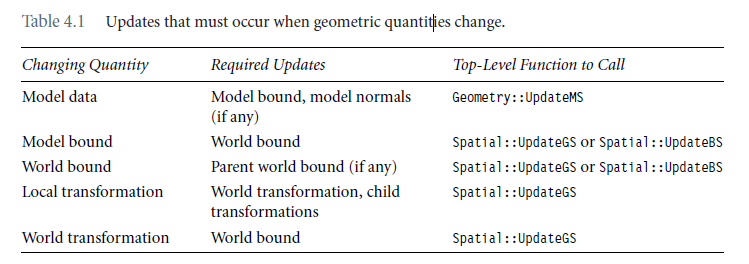 Table 4.1 Updates that must occur when geometric quantities change.
Changing Quantity Required Updates Top-Level Function to Call
Model data Model bound, model normals Geometry::UpdateMS
(if any)
Model bound World bound Spatial::UpdateGS or Spatial::UpdateBS
World bound Parent world bound (if any) Spatial::UpdateGS or Spatial::UpdateBS
Local transformation World transformation, child Spatial::UpdateGS
transformations
World transformation World bound Spatial::UpdateGS